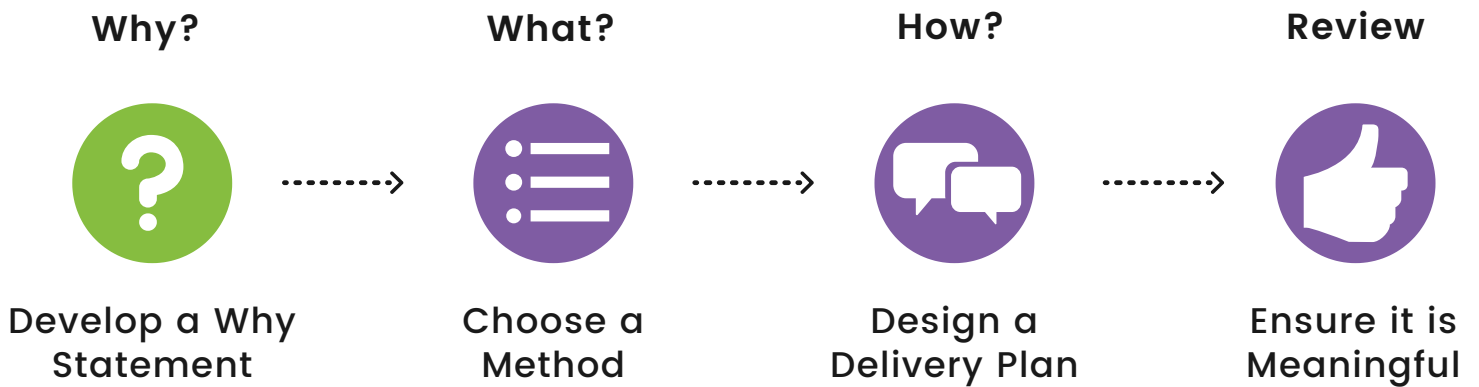 Why?
What?
How?
Review
Develop a Why
Statement
Choose a
Method
Design a
Delivery Plan
Ensure it is
Meaningful